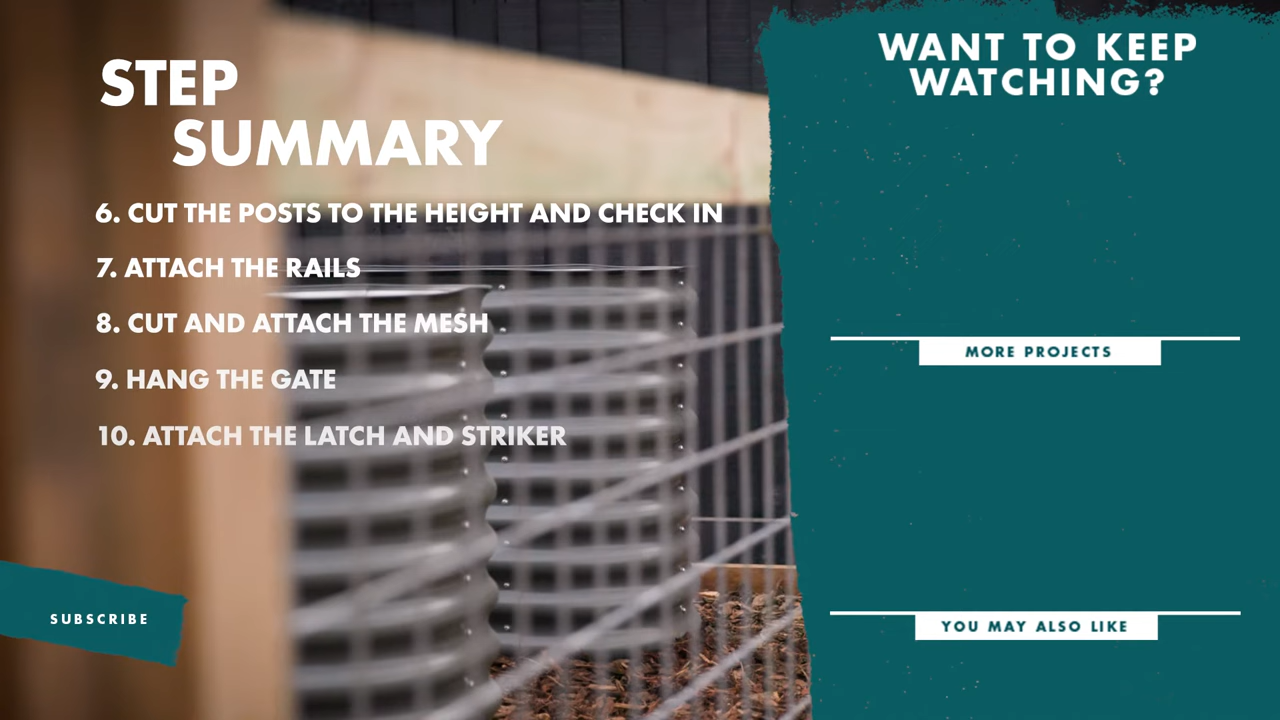 STEP
SUMMARY
6. CUT THE POSTS TO THE HEIGHT AND CHECK IN
7. ATTACH THE RAILS
8. CUT AND ATTACH THE MESH
9. HANG THE GATE
10. ATTACH THE LATCH AND STRIKER
SUBSCRIBE
WANT TO KEEP
WATCHING?
MORE PROJECTS
YOU MAY ALSO LIKE